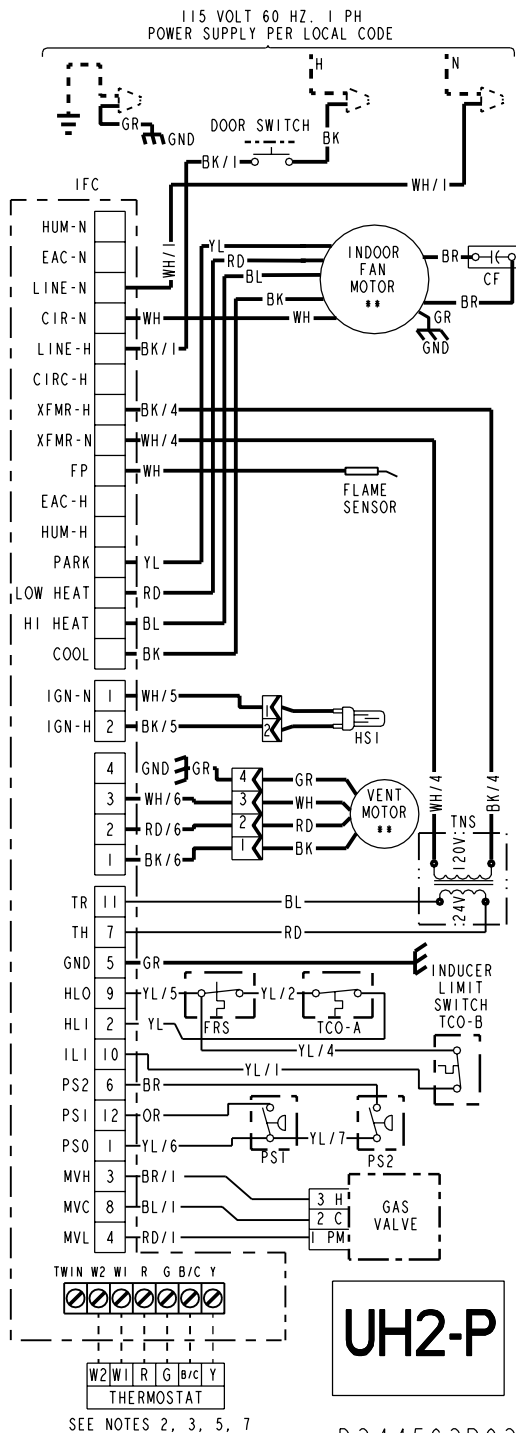 115 VOLT 60 HZ. 1 PH
POWER SUPPLY PER LOCAL CODE
H
N
GR
GND
DOOR SWITCH
BK
BK/1
WH/1
IFC
WH/1
HUM-N
EAC-N
LINE-N
CIR-N
LINE-H
CIRC-H
XFMR-H
XFMR-N
FP
EAC-H
HUM-H
PARK
LOW HEAT
HI HEAT
COOL
YL
RD
BL
BK
WH
WH
BK/1
INDOOR
FAN
MOTOR
**
BR
CF
BR
GR
GND
BK/4
WH/4
WH
FLAME
SENSOR
YL
RD
BL
BK
IGN-N 1 WH/5 1
IGN-H 2 BK/5 2
HSI
4 GND GR 4 GR
3 WH/6 3 WH
2 RD/6 2 RD
1 BK/6 1 BK
VENT
MOTOR
**
WH/4
BK/4
TNS
120V
24V
TR 11 BL
TH 7 RD
GND 5 GR
HLO 9 YL/5 YL/2
HLI 2 YL
FRS
TCO-A
INDUCER
LIMIT
SWITCH
TCO-B
YL/4
ILI 10 YL/1
PS2 6 BR
PS1 12 OR
PSO 1 YL/6 YL/7
PS1
PS2
MVH 3 BR/1 3 H
MVC 8 BL/1 2 C
MVL 4 RD/1 1 PM
GAS
VALVE
TWIN W2 W1 R G B/C Y
W2 W1 R G B/C Y
THERMOSTAT
SEE NOTES 2, 3, 5, 7
UH2-P